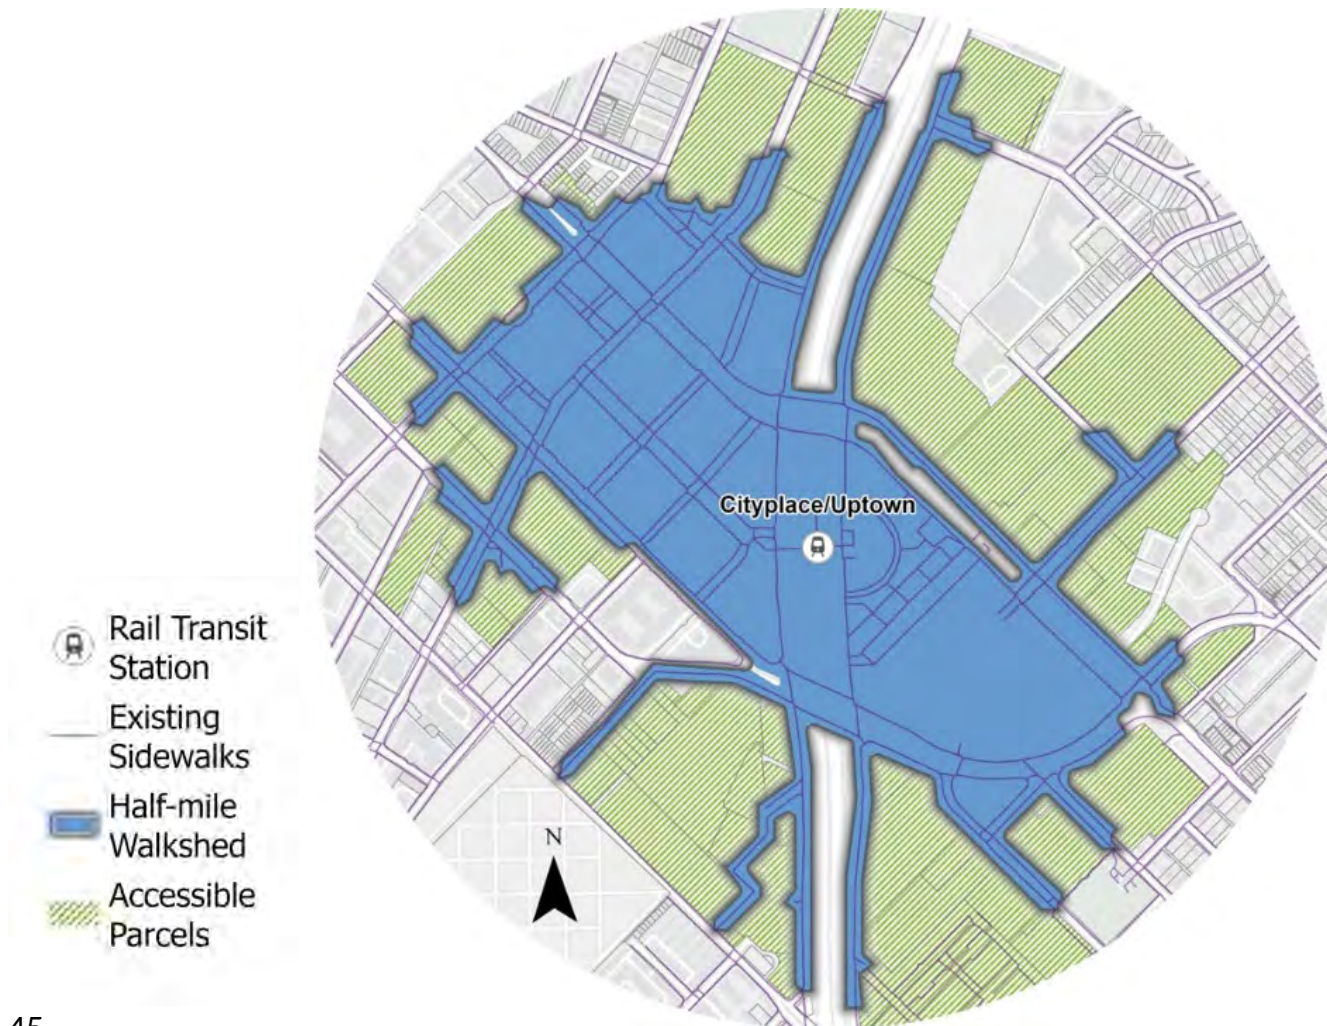 Cityplace/Uptown
Rail Transit
Station
Existing
Sidewalks
Half-mile
Walkshed
Accessible
Parcels
N
45